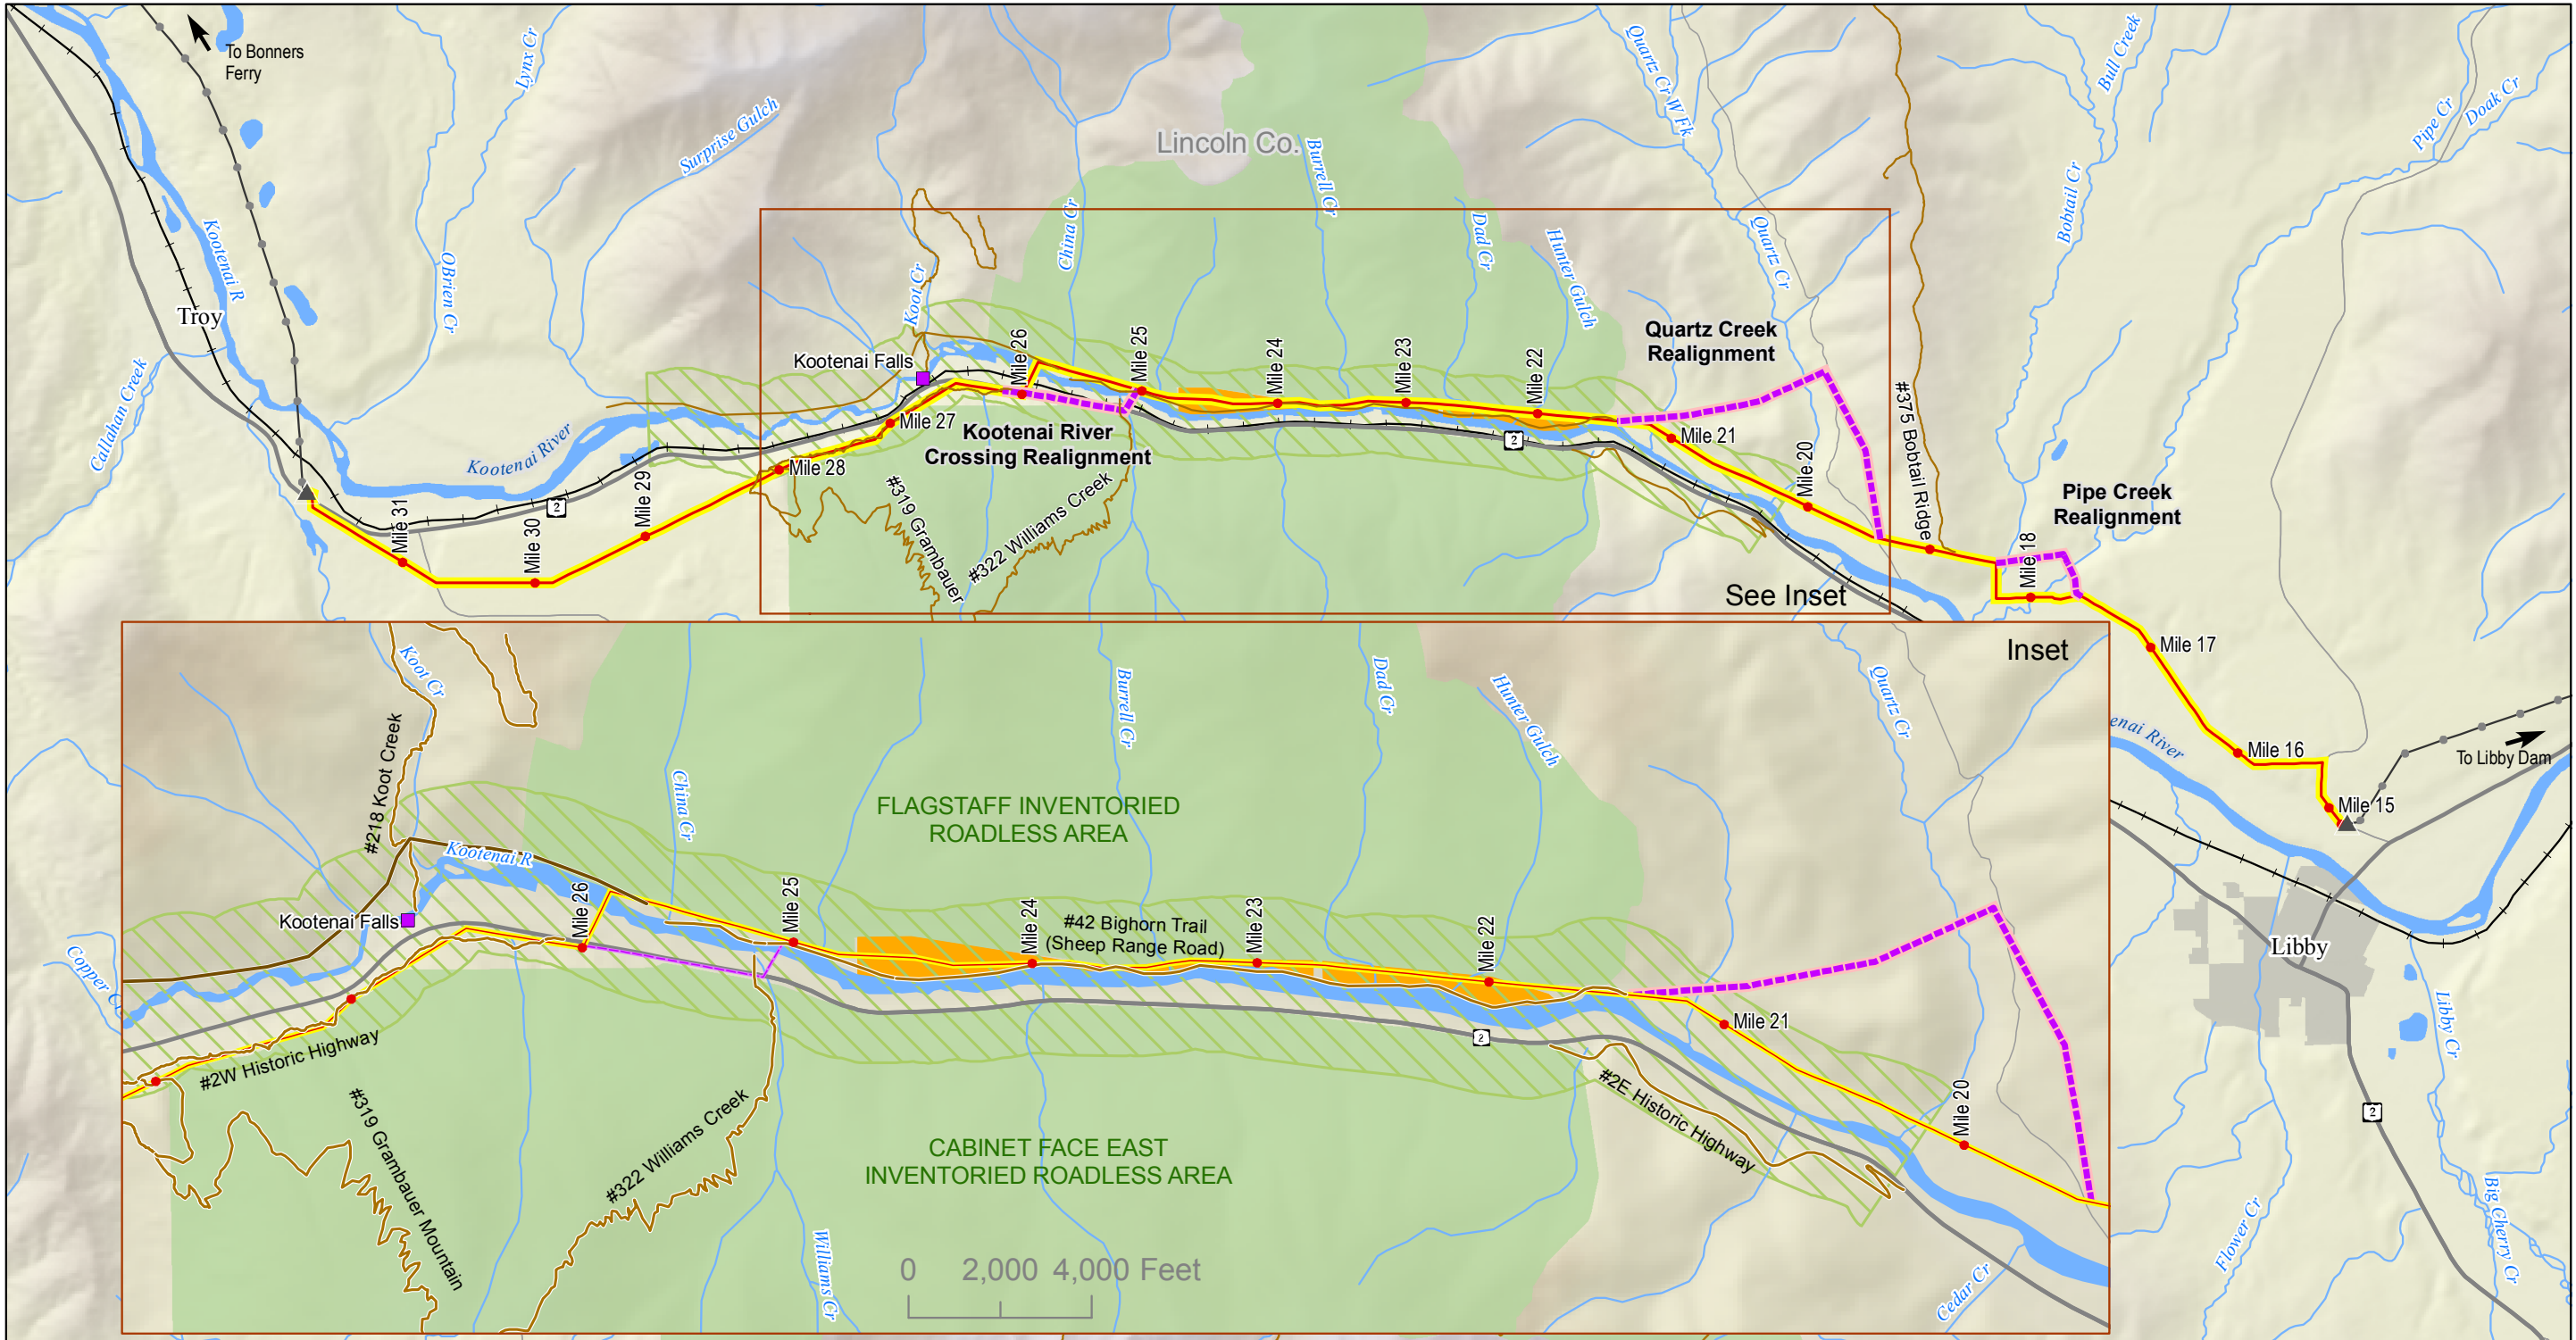 To Bonners
Ferry
Lynx Cr
Surprise Gulch
Lincoln Co.
Burrell Cr
Quartz Cr W Fk
Bull Creek
Pipe Cr
Doak Cr
Kootenai R
OBrien Cr
Koot Cr
China Cr
Dad Cr
Hunter Gulch
Quartz Cr
Bobtail Cr
Troy
Callahan Creek
Kootenai River
Kootenai Falls
Mile 26
Mile 25
Mile 24
Mile 23
Mile 22
Quartz Creek
Realignment
Mile 27
Kootenai River
Crossing Realignment
Mile 21
Mile 20
#375 Bobtail Ridge
Mile 28
Mile 29
Mile 30
Mile 31
2
2
#319 Grambauer
#322 Williams Creek
Pipe Creek
Realignment
Mile 18
See Inset
Mile 17
enai River
Mile 16
To Libby Dam
Mile 15
Libby
Libby Cr
2
Flower Cr
Big Cherry Cr
Inset
Koot Cr
#218 Koot Creek
China Cr
Burrell Cr
Dad Cr
Hunter Gulch
Quartz Cr
FLAGSTAFF INVENTORIED
ROADLESS AREA
Kootenai R
Kootenai Falls
Mile 26
Mile 25
Mile 24
#42 Bighorn Trail
(Sheep Range Road)
Mile 23
Mile 22
Mile 21
Mile 20
Copper C
#2W Historic Highway
2
#2E Historic Highway
#319 Grambauer Mountain
#322 Williams Creek
CABINET FACE EAST
INVENTORIED ROADLESS AREA
Williams Cr
Cedar Cr
0 2,000 4,000 Feet